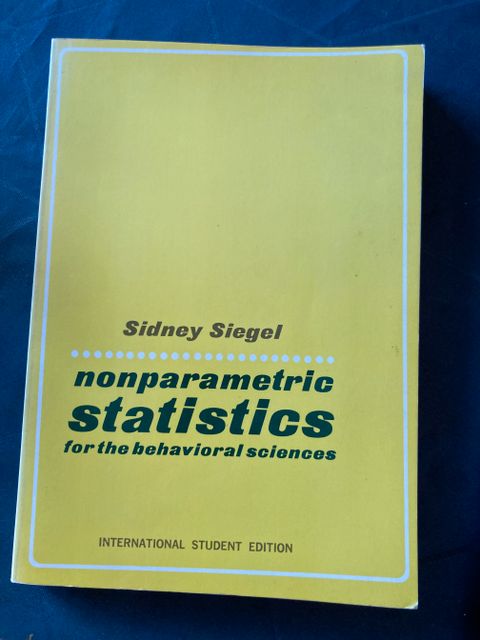 Sidney Siegel
nonparametric
statistics
for the behavioral sciences
INTERNATIONAL STUDENT EDITION